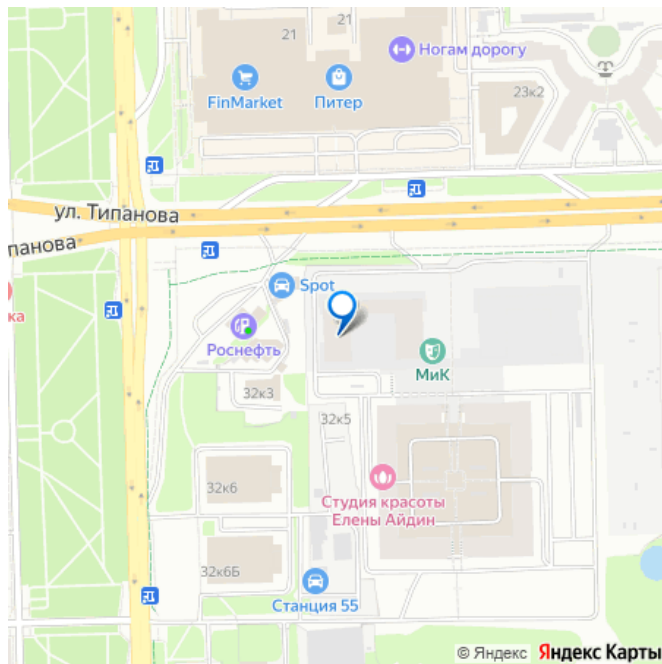 21
21
Ногам дорогу
FinMarket
Питер
23к2
ул. Типанова
панова
Spot
ка
Роснефть
МиК
32к3
32к5
32к6
Студия красоты
Елены Айдин
32к6Б
Станция 55
© Яндекс Яндекс Карты